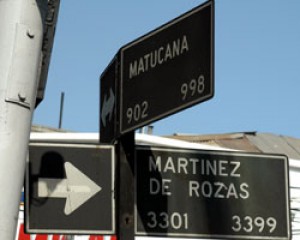 MATUCANA
902 998
MARTINEZ
DE ROZAS
3301 3399